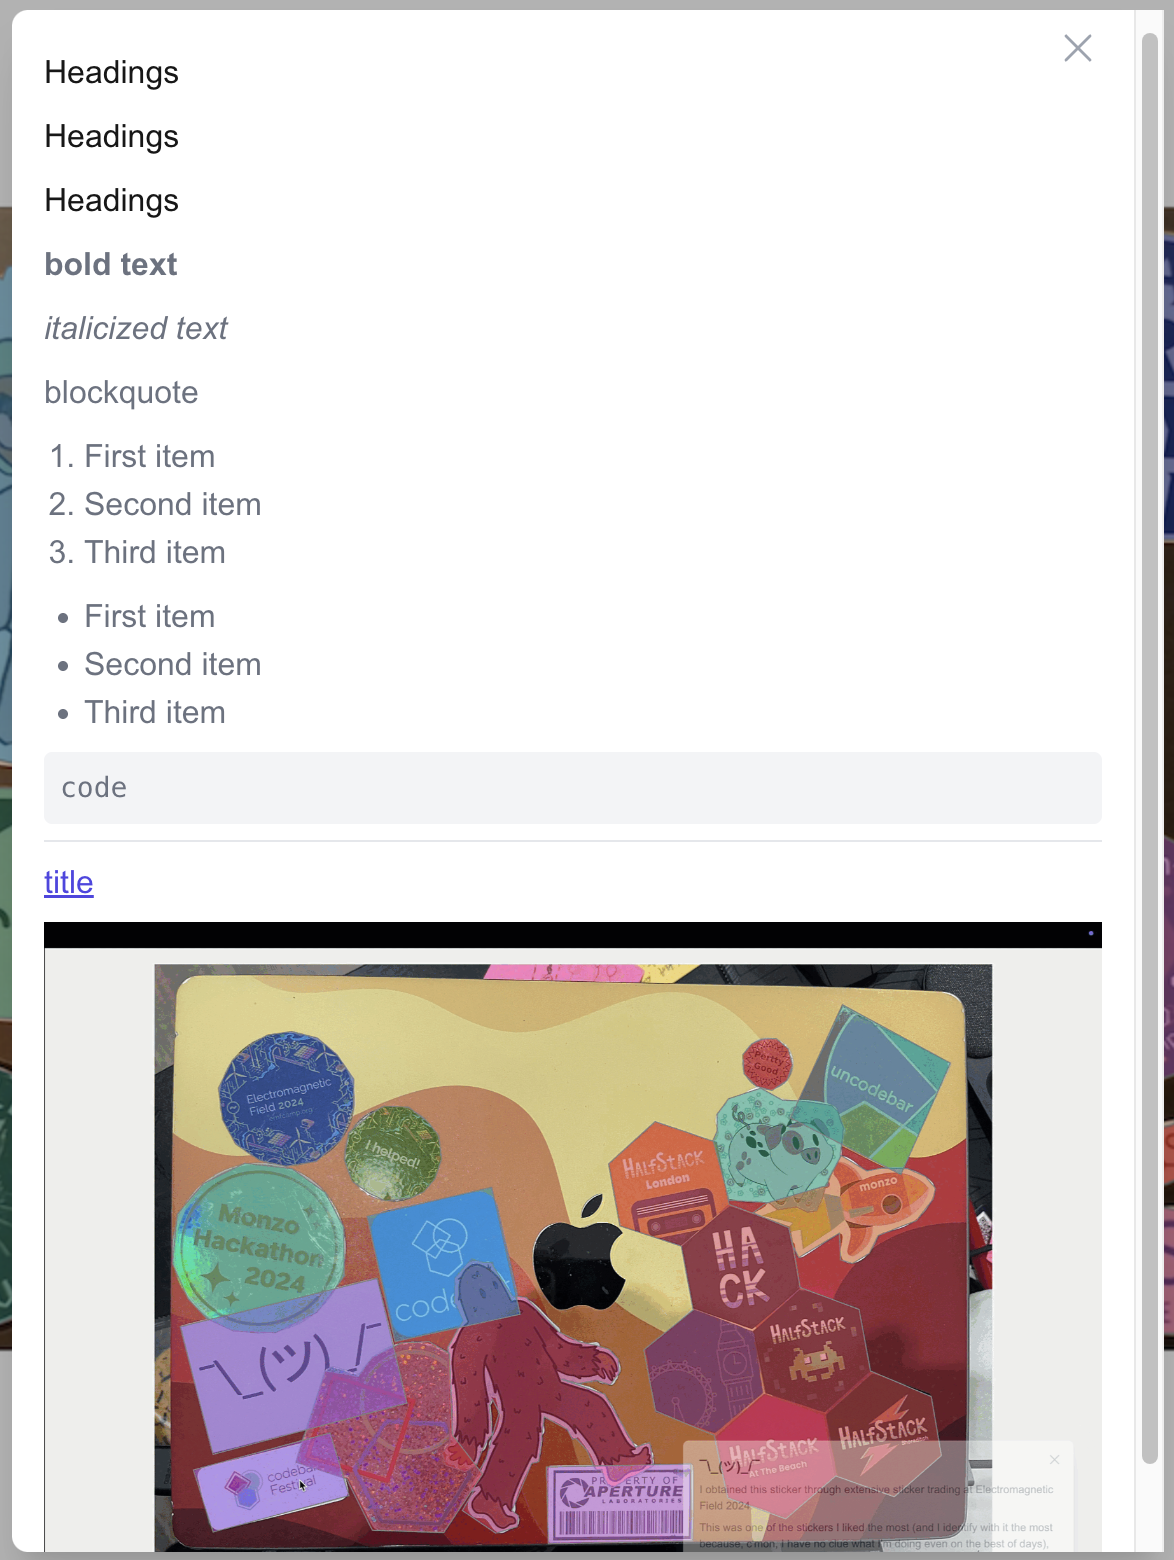 Headings
Headings
Headings
bold text
italicized text
blockquote
1. First item
2. Second item
3. Third item
• First item
• Second item
• Third item
code
title
Electromagnetic
Field 2024
I helped!
Pretty
Good
uncodebar
HALFSTACK
London
monzo
Monzo
Hackathon
2024
code
HA
CK
¯\_(ツ)_/¯
HALFSTACK
HALFSTACK
HALFSTACK
At The Beach
codebar
Festival
PROPERTY OF
APERTURE
LABORATORIES
¯\_(ツ)_/¯
I obtained this sticker through extensive sticker trading at Electromagnetic
Field 2024
This was one of the stickers I liked the most (and I identify with it the most
because, c'mon, I have no clue what I'm doing even on the best of days),